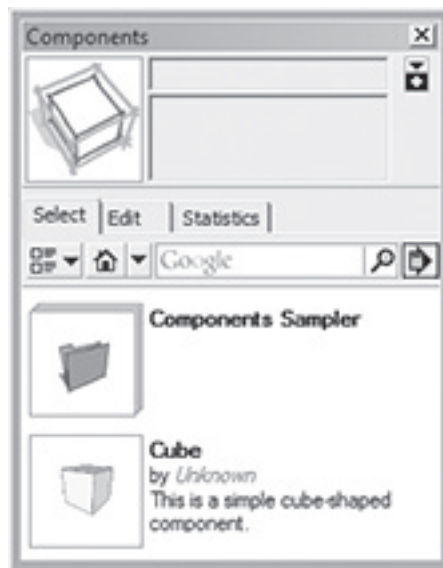 Components
Select Edit Statistics
Google
Components Sampler
Cube
by Unknown
This is a simple cube-shaped
component.